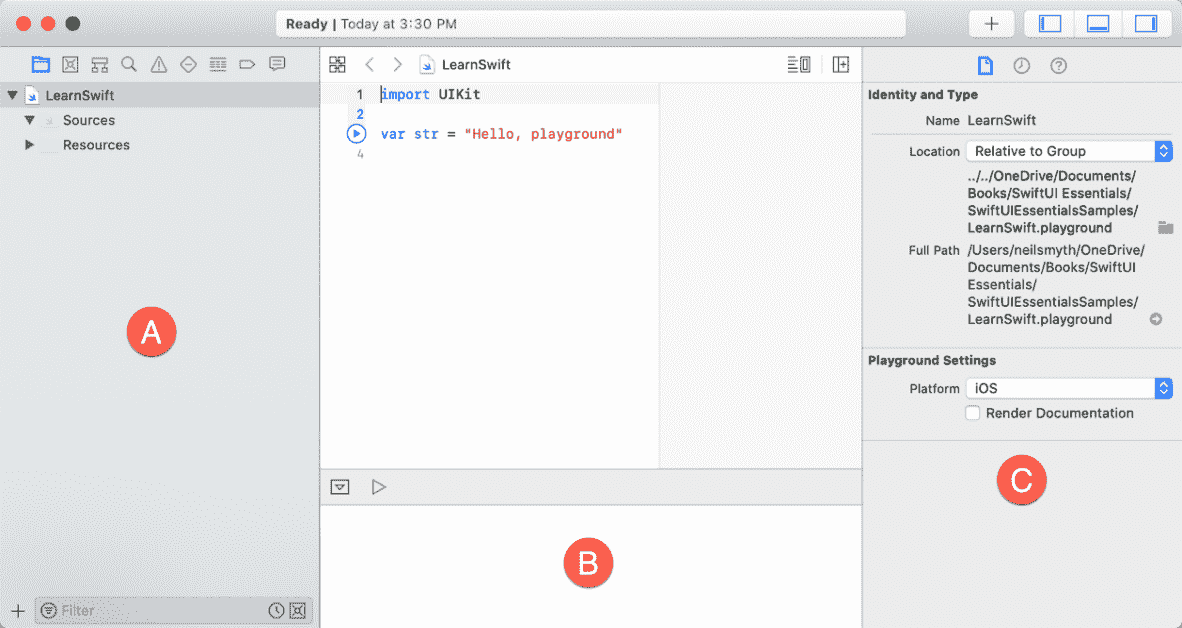 Ready | Today at 3:30 PM
LearnSwift
Sources
Resources
A
Filter
LearnSwift
1 import UIKit
2
var str = "Hello, playground"
4
B
Identity and Type
Name LearnSwift
Location Relative to Group
../../OneDrive/Documents/
Books/SwiftUI Essentials/
SwiftUIEssentialsSamples/
LearnSwift.playground
Full Path /Users/neilsmyth/OneDrive/
Documents/Books/SwiftUI
Essentials/
SwiftUIEssentialsSamples/
LearnSwift.playground
Playground Settings
Platform iOS
Render Documentation
C